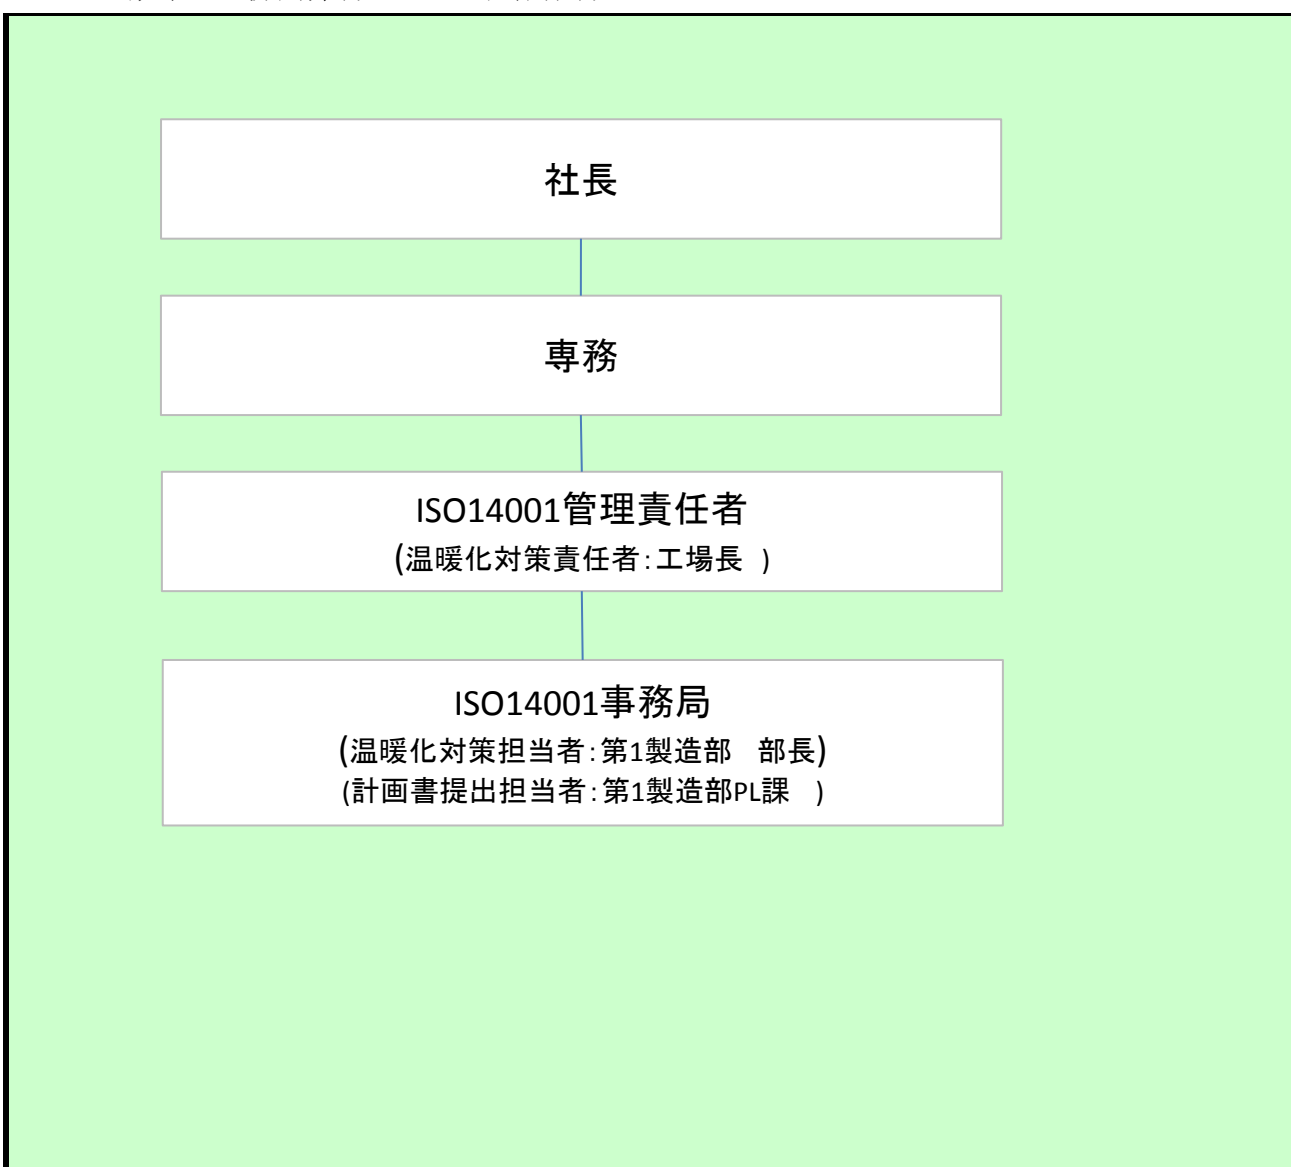 社長
専務
ISO14001管理責任者
(温暖化対策責任者:工場長　)
ISO14001事務局
(温暖化対策担当者:第1製造部　部長)
(計画書提出担当者:第1製造部PL課　)